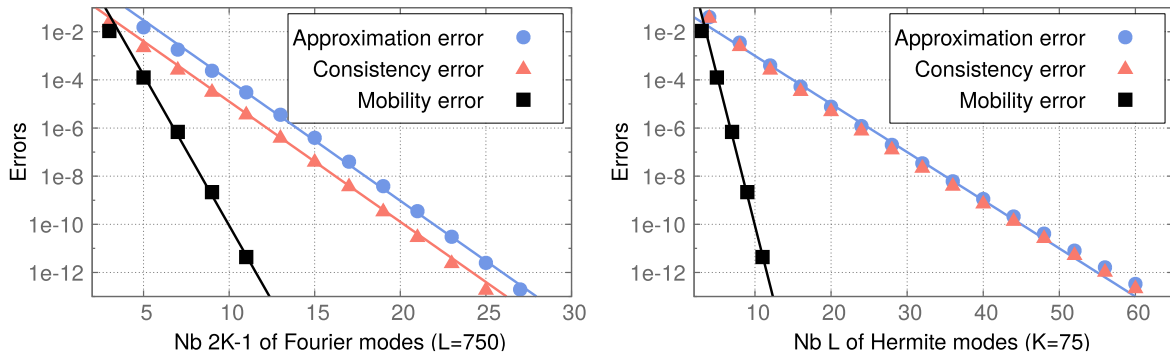 1e-2
1e-4
1e-6
1e-8
1e-10
1e-12
Errors
Approximation error
Consistency error
Mobility error
5 10 15 20 25 30
Nb 2K-1 of Fourier modes (L=750)
1e-2
1e-4
1e-6
1e-8
1e-10
1e-12
Errors
Approximation error
Consistency error
Mobility error
10 20 30 40 50 60
Nb L of Hermite modes (K=75)